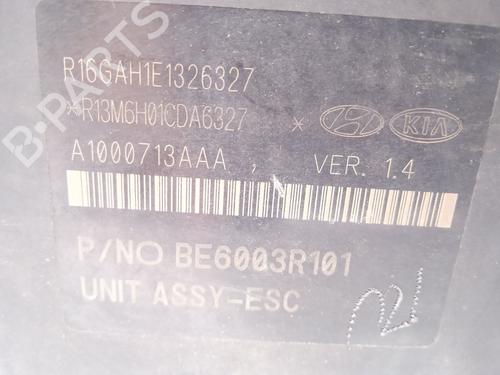 R16GAH1E1326327
*R13M6H01CDA6327 *
KIA
A1000713AAA , VER. 1.4
P/NO BE6003R101
UNIT ASSY-ESC
B-PARTS